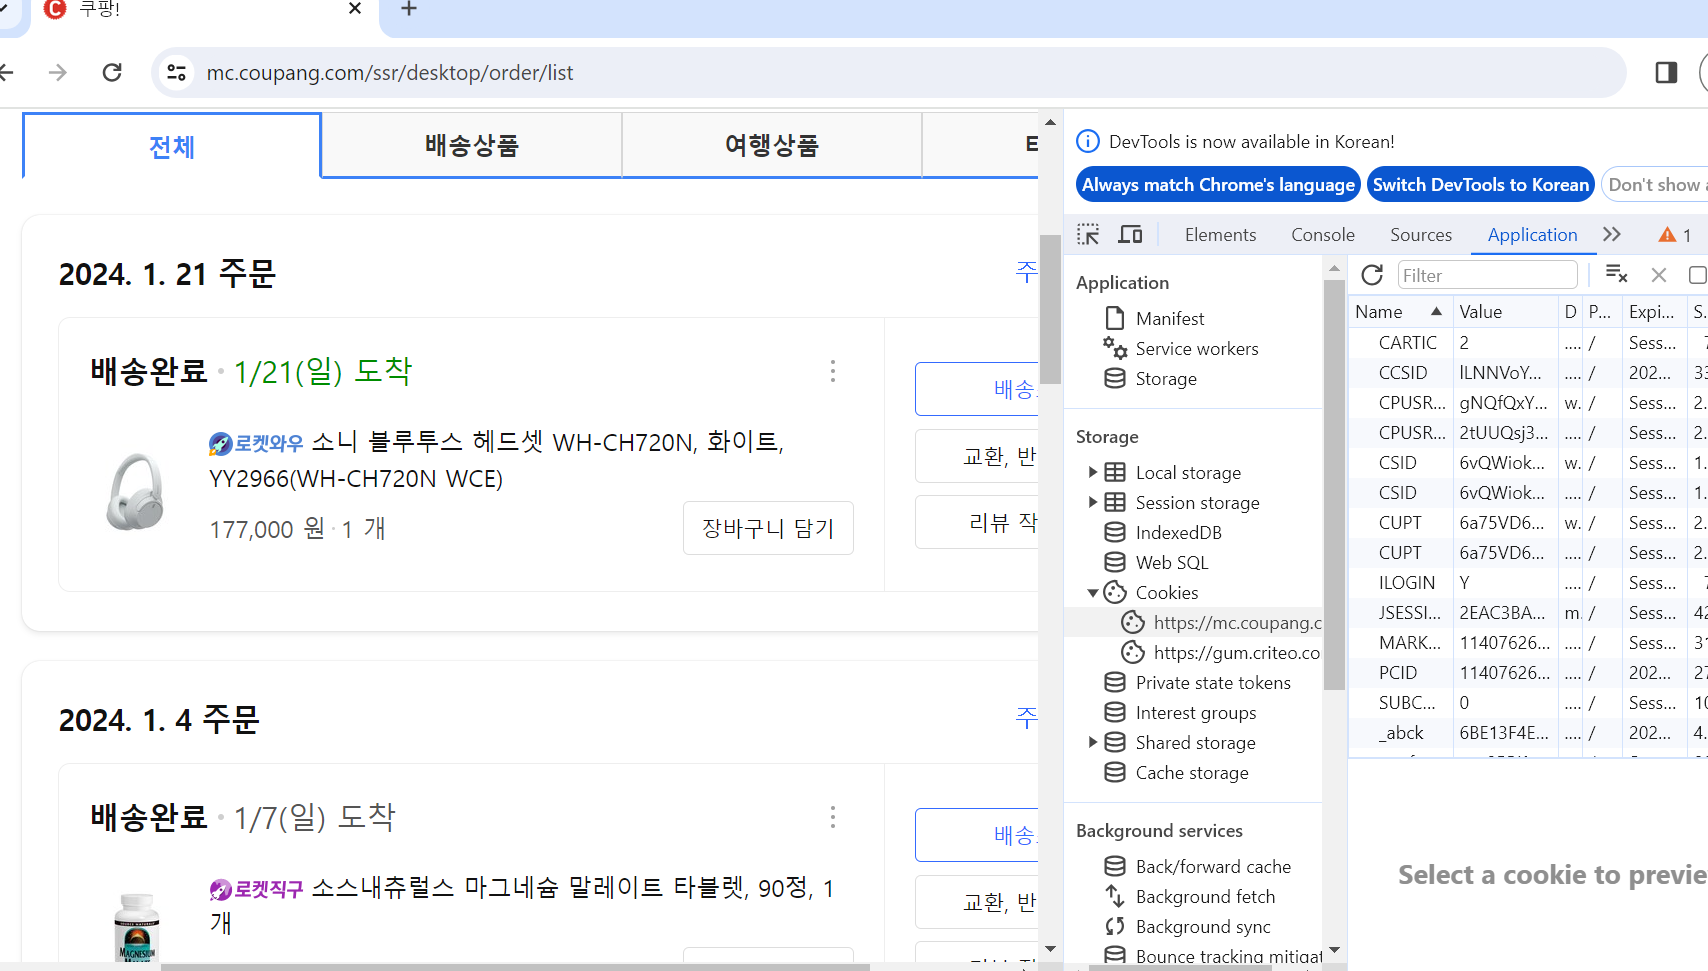 쿠팡!
mc.coupang.com/ssr/desktop/order/list
전체
배송상품
여행상품
2024. 1. 21 주문
주
배송완료 • 1/21(일) 도착
로켓와우 소니 블루투스 헤드셋 WH-CH720N, 화이트,
YY2966(WH-CH720N WCE)
177,000 원 · 1 개
장바구니 담기
배송
교환, 반
리뷰 작
2024. 1. 4 주문
주
배송완료 • 1/7(일) 도착
로켓직구 소스내츄럴스 마그네슘 말레이트 타블렛, 90정, 1
개
MAGNESIUM
배송
교환, 반
DevTools is now available in Korean!
Always match Chrome's language
Switch DevTools to Korean
Don't show
Elements
Console
Sources
Application
1
Application
Manifest
Service workers
Storage
Storage
Local storage
Session storage
IndexedDB
Web SQL
Cookies
https://mc.coupang.c
https://gum.criteo.co
Private state tokens
Interest groups
Shared storage
Cache storage
Background services
Back/forward cache
Background fetch
Background sync
Bounce tracking mitigat
Filter
Name Value D P... Expi... S.
CARTIC 2 .... / Sess... 7
CCSID lLNNVoY... .... / 202... 33
CPUSR... gNQfQxY... w. / Sess... 2.
CPUSR... 2tUUQsj3... .... / Sess... 2.
CSID 6vQWiok... w. / Sess... 1.
CSID 6vQWiok... .... / Sess... 1.
CUPT 6a75VD6... w. / Sess... 2.
CUPT 6a75VD6... .... / Sess... 2.
ILOGIN Y .... / Sess... 7
JSESSI... 2EAC3BA... m. / Sess... 42
MARK... 11407626... .... / Sess... 31
PCID 11407626... .... / 202... 27
SUBC... 0 .... / Sess... 10
_abck 6BE13F4E... .... / 202... 4.
Select a cookie to previe